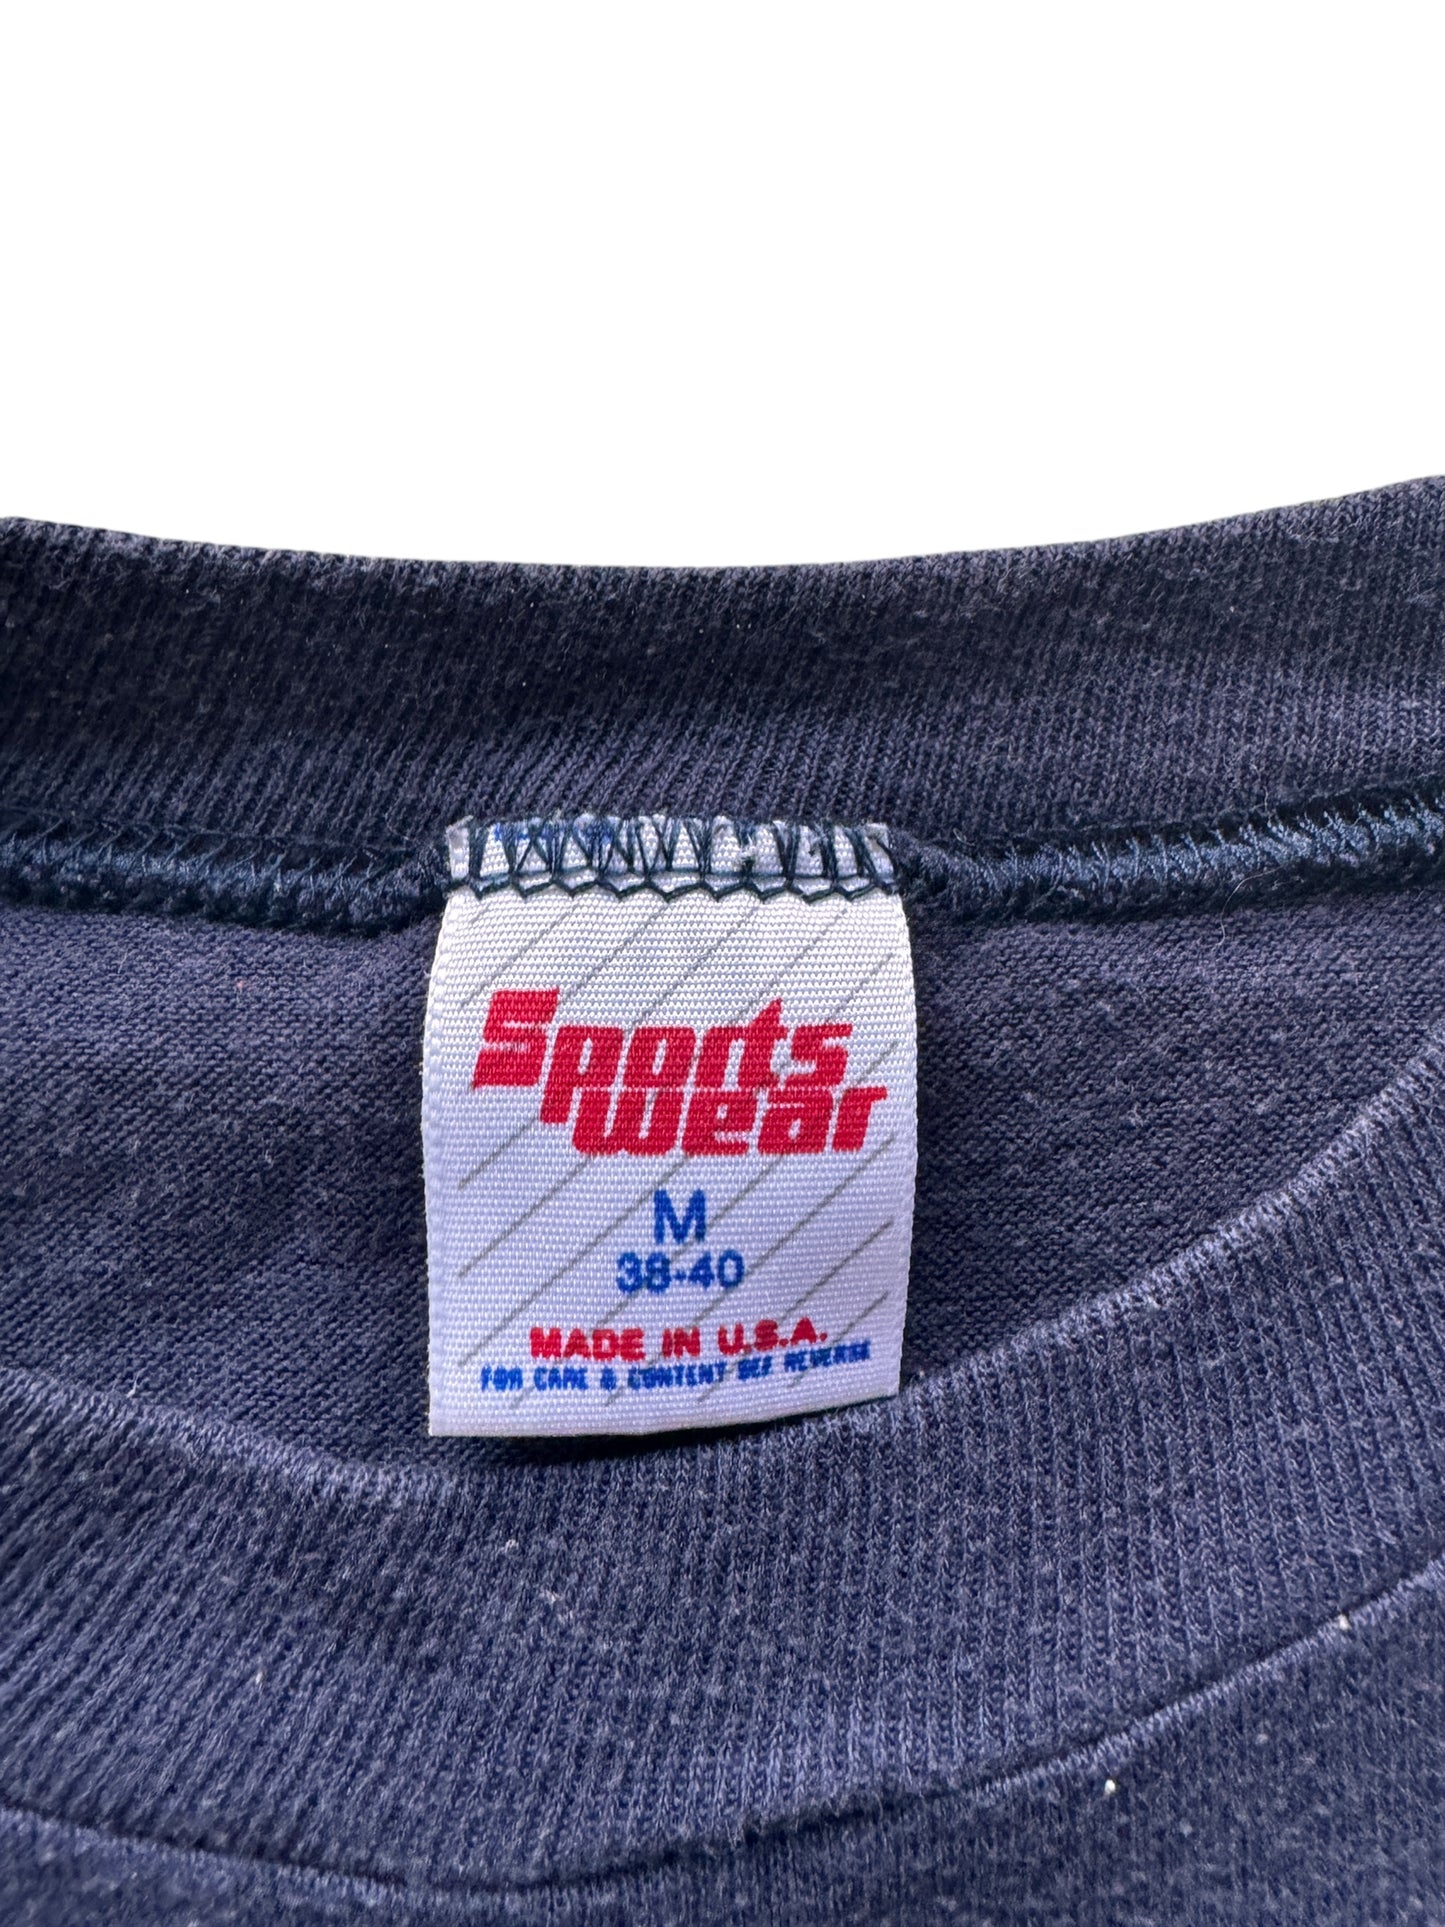 Sports
wear
M
38-40
MADE IN U.S.A.
FOR CARE & CONTENT SEE REVERSE